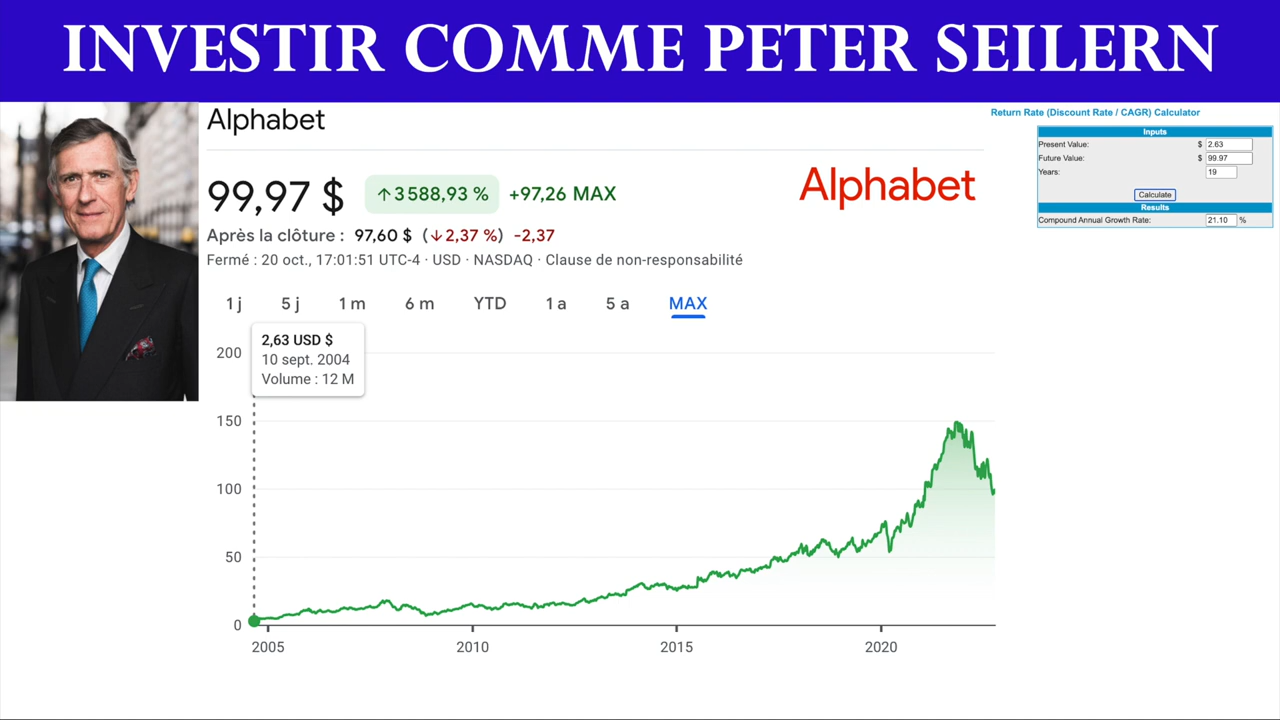 INVESTIR COMME PETER SEILERN
Alphabet
99,97 $ ↑3 588,93 % +97,26 MAX
Après la clôture : 97,60 $ (↓2,37 %) -2,37
Fermé : 20 oct., 17:01:51 UTC-4 · USD · NASDAQ · Clause de non-responsabilité
Alphabet
Return Rate (Discount Rate / CAGR) Calculator
Inputs
Present Value: $ 2.63
Future Value: $ 99.97
Years: 19
Calculate
Results
Compound Annual Growth Rate: 21.10 %
1 j 5 j 1 m 6 m YTD 1 a 5 a MAX
2,63 USD $
10 sept. 2004
Volume : 12 M
200
150
100
50
0
2005 2010 2015 2020